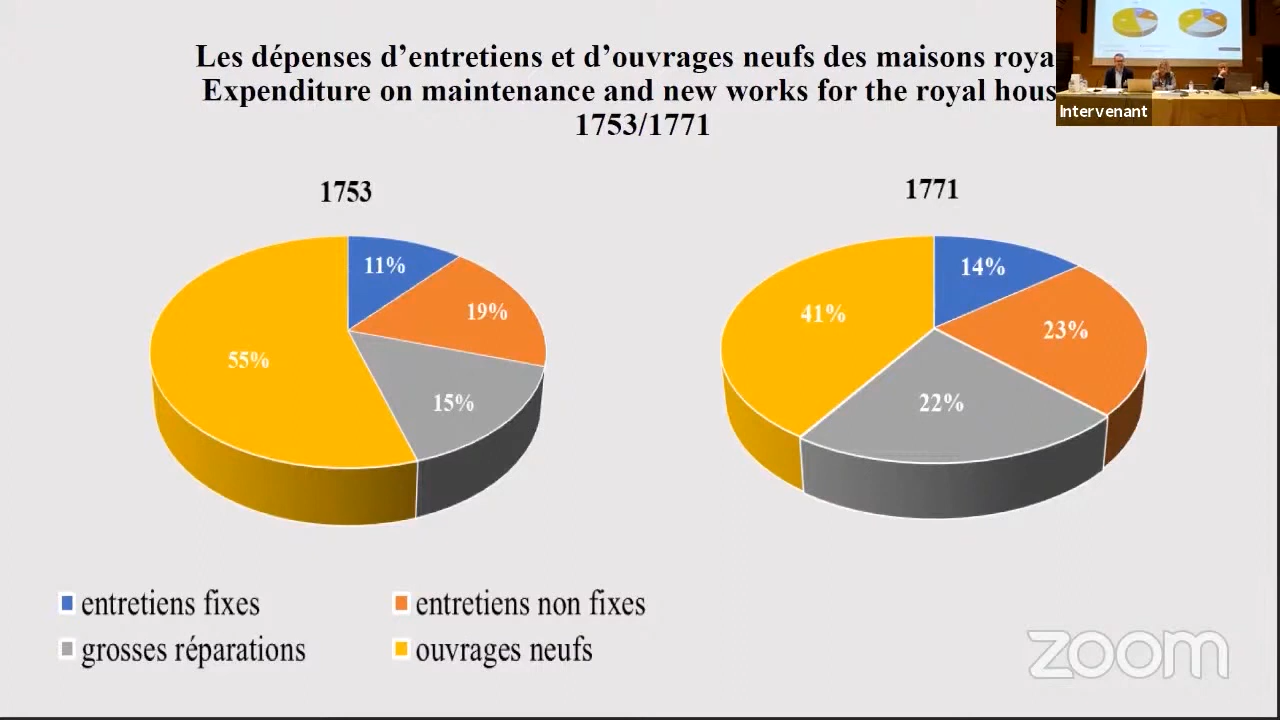 Les dépenses d'entretiens et d'ouvrages neufs des maisons roya
Expenditure on maintenance and new works for the royal hous
1753/1771
Intervenant
1753
1771
11%
19%
15%
55%
14%
23%
22%
41%
entretiens fixes
entretiens non fixes
grosses réparations
ouvrages neufs
zoom